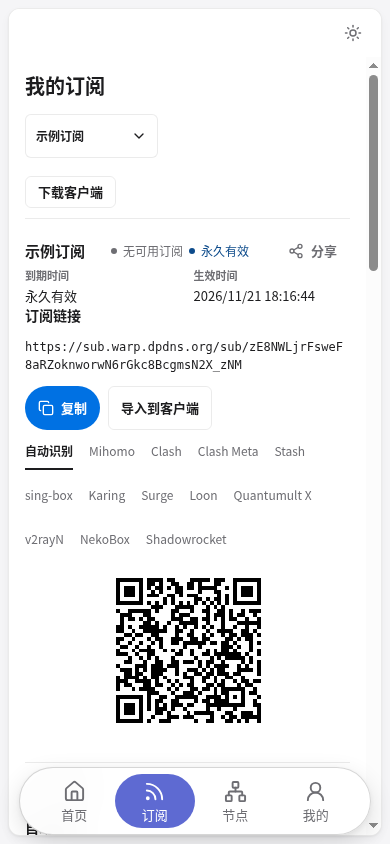 我的订阅
示例订阅
下载客户端
示例订阅 无可用订阅 永久有效 分享
到期时间 生效时间
永久有效 2026/11/21 18:16:44
订阅链接
https://sub.warp.dpdns.org/sub/zE8NWLjrFsweF
8aRZoknworwN6rGkc8BcgmsN2X_zNM
复制 导入到客户端
自动识别 Mihomo Clash Clash Meta Stash
sing-box Karing Surge Loon Quantumult X
v2rayN NekoBox Shadowrocket
首页 订阅 节点 我的